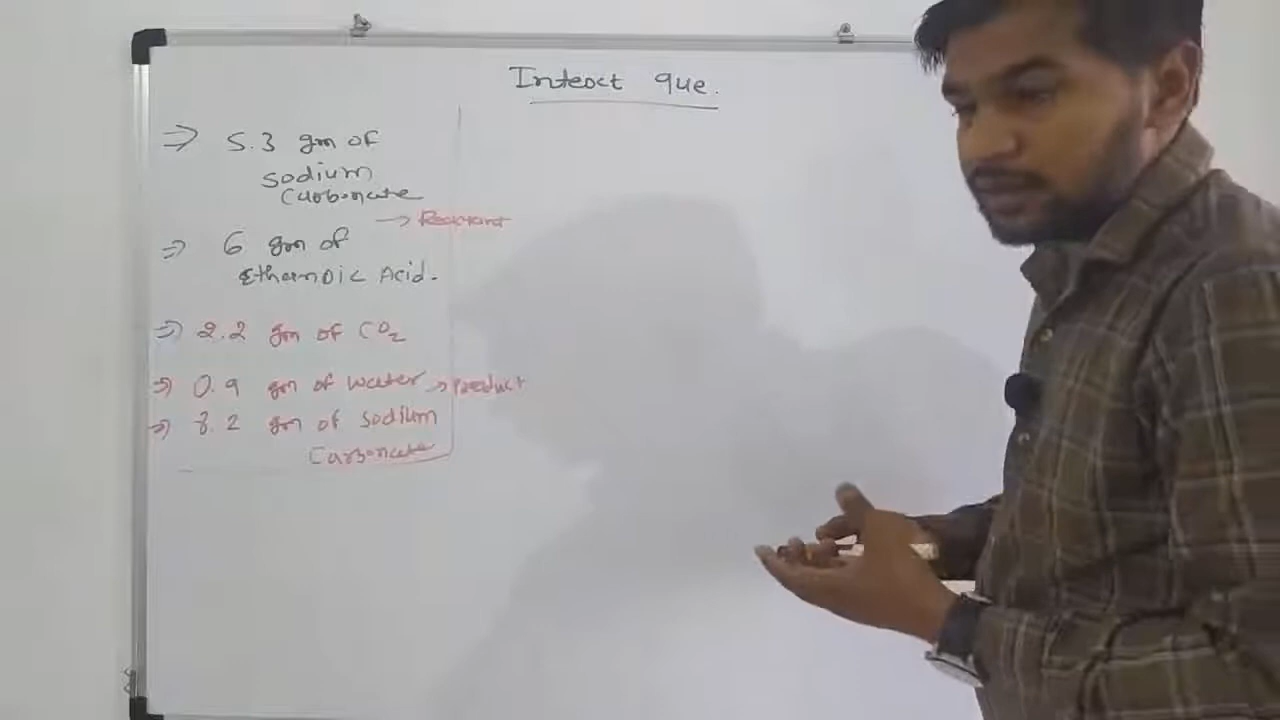 Inteact que.
⇒ 5.3 gm of
sodium
Carbonate
→ Reactant
⇒ 6 gm of
Ethanoic Acid.
⇒ 2.2 gm of CO₂
⇒ 0.9 gm of water → Product
⇒ 8.2 gm of sodium
Carbonate